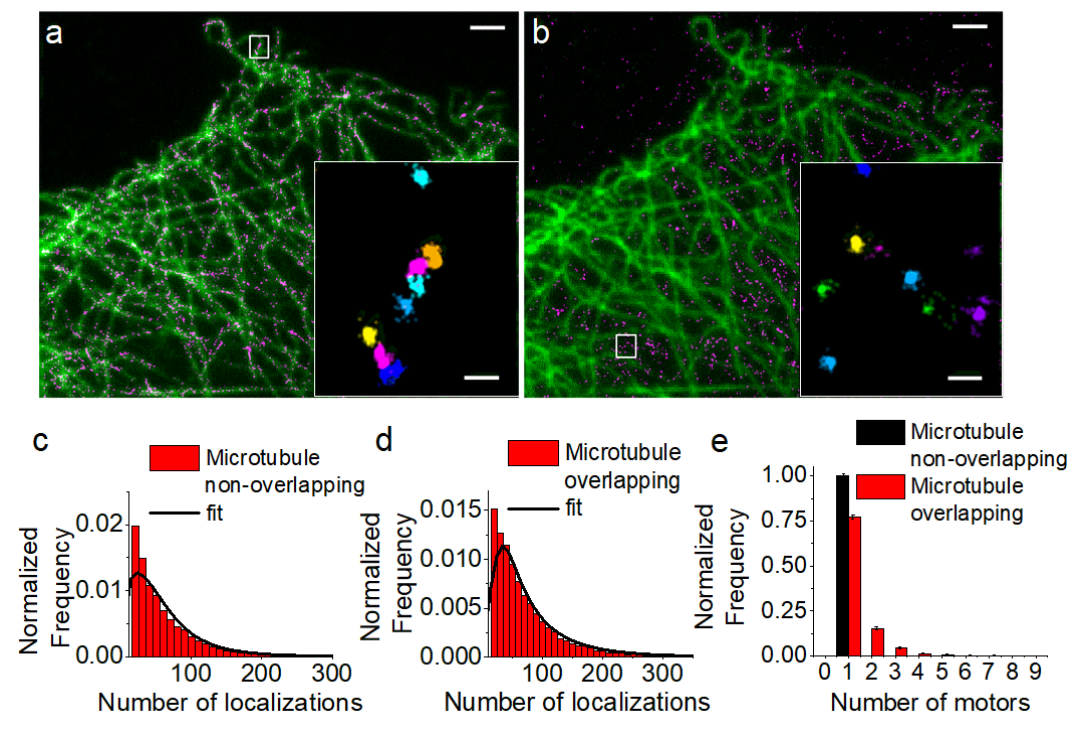 a
b
c
Microtubule
non-overlapping
fit
Normalized
Frequency
0.02
0.01
0.00
100 200 300
Number of localizations
d
Microtubule
overlapping
fit
Normalized
Frequency
0.015
0.010
0.005
0.000
100 200 300
Number of localizations
e
Microtubule
non-overlapping
Microtubule
overlapping
Normalized
Frequency
1.00
0.75
0.50
0.25
0.00
0 1 2 3 4 5 6 7 8 9
Number of motors